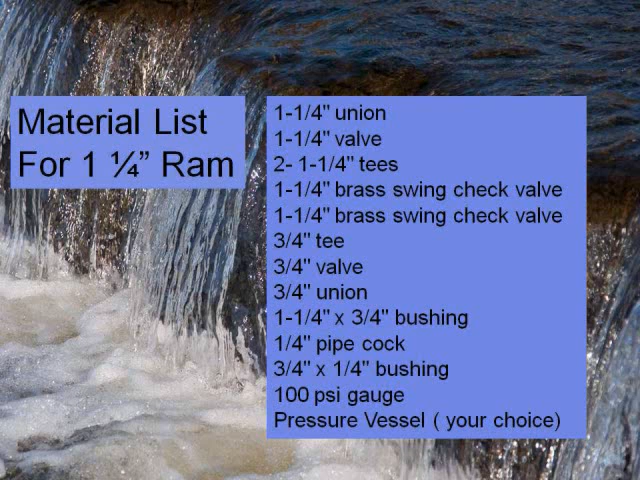 Material List
For 1 ¼” Ram
1-1/4" union
1-1/4" valve
2- 1-1/4" tees
1-1/4" brass swing check valve
1-1/4" brass swing check valve
3/4" tee
3/4" valve
3/4" union
1-1/4" x 3/4" bushing
1/4" pipe cock
3/4" x 1/4" bushing
100 psi gauge
Pressure Vessel ( your choice)